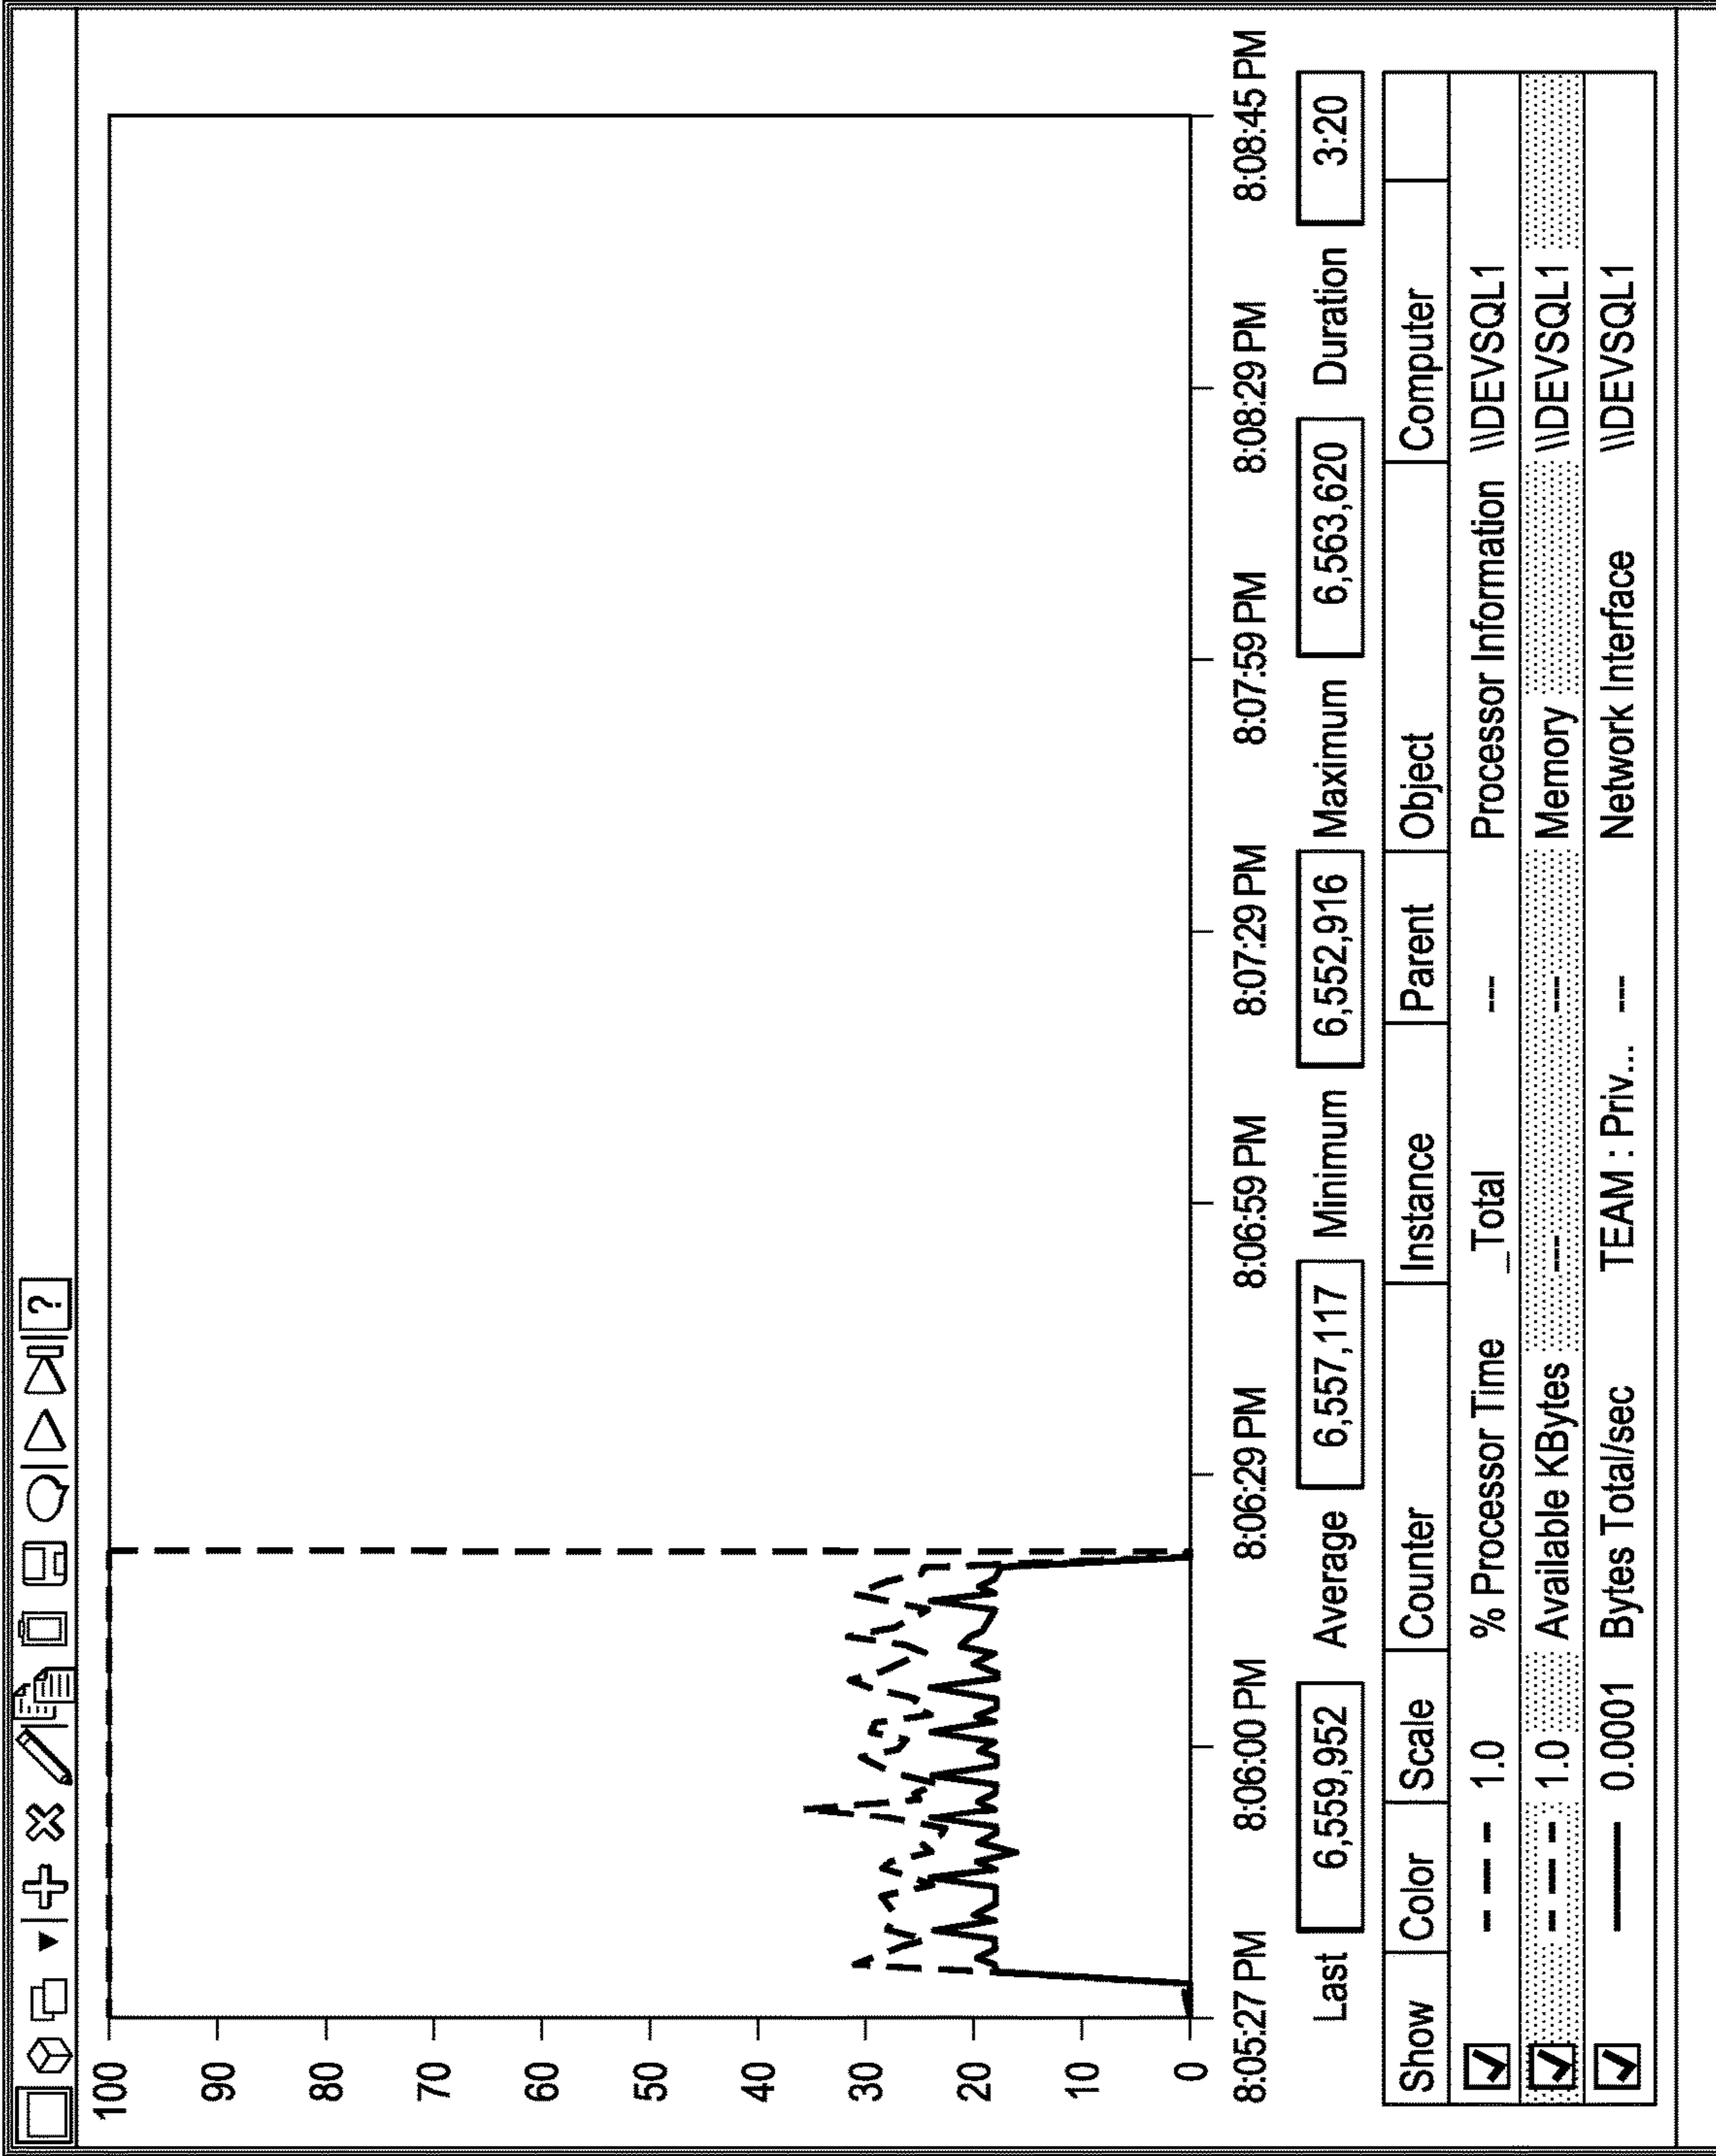 ?
100
90
80
70
60
50
40
30
20
10
0
8:05:27 PM 8:06:00 PM 8:06:29 PM 8:06:59 PM 8:07:29 PM 8:07:59 PM 8:08:29 PM 8:08:45 PM
Last 6,559,952 Average 6,557,117 Minimum 6,552,916 Maximum 6,563,620 Duration 3:20
Show Color Scale Counter Instance Parent Object Computer
1.0 % Processor Time _Total --- Processor Information \\DEVSQL1
1.0 Available KBytes --- --- Memory \\DEVSQL1
0.0001 Bytes Total/sec TEAM : Priv... --- Network Interface \\DEVSQL1